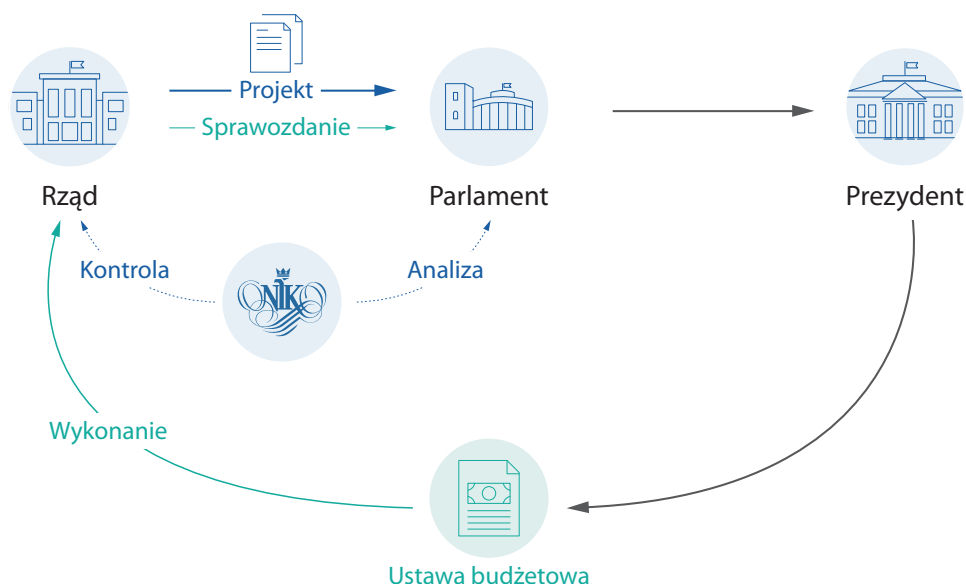 Projekt
Sprawozdanie
Rząd
Parlament
Prezydent
Kontrola
NIK
Analiza
Wykonanie
Ustawa budżetowa